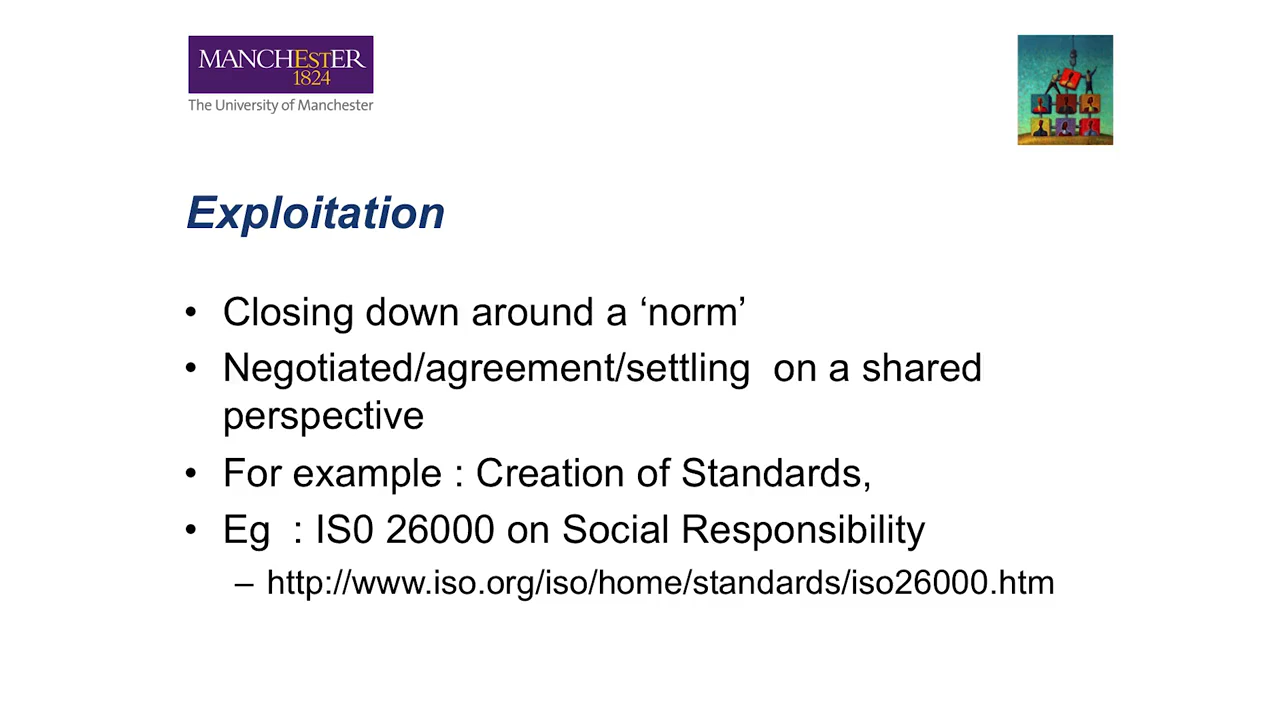 MANCHESTER
1824
The University of Manchester
Exploitation
• Closing down around a ‘norm’
• Negotiated/agreement/settling  on a shared
perspective
• For example : Creation of Standards,
• Eg  : IS0 26000 on Social Responsibility
– http://www.iso.org/iso/home/standards/iso26000.htm